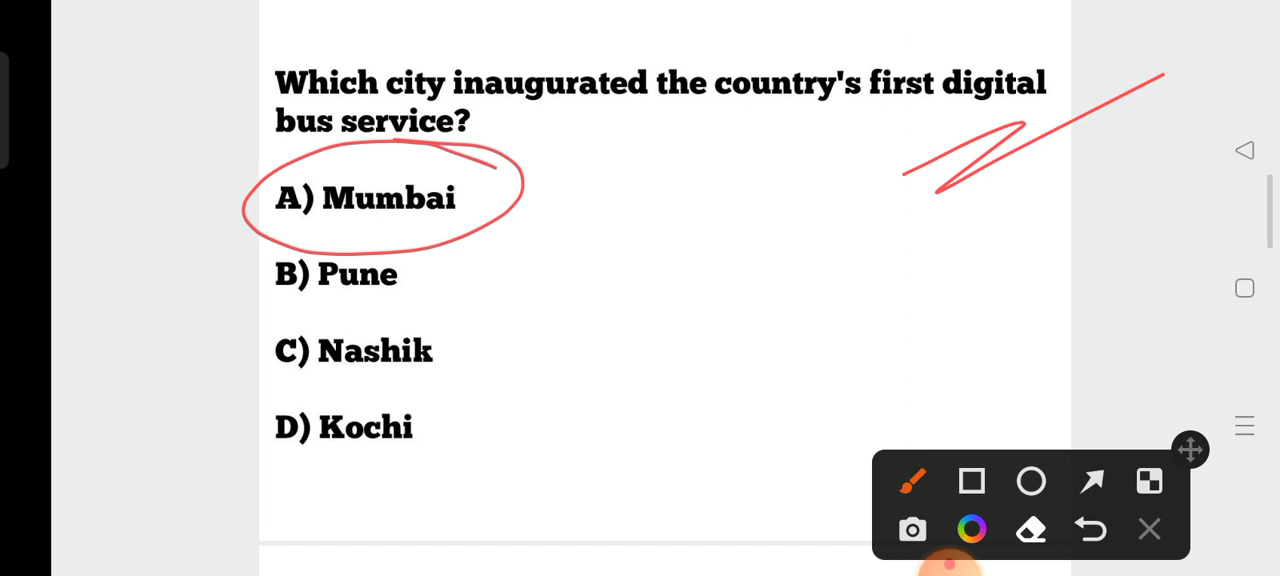 Which city inaugurated the country's first digital
bus service?
A) Mumbai
B) Pune
C) Nashik
D) Kochi